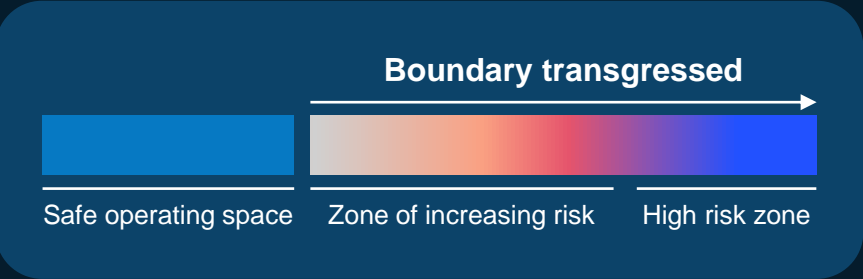 Boundary transgressed
Safe operating space
Zone of increasing risk
High risk zone